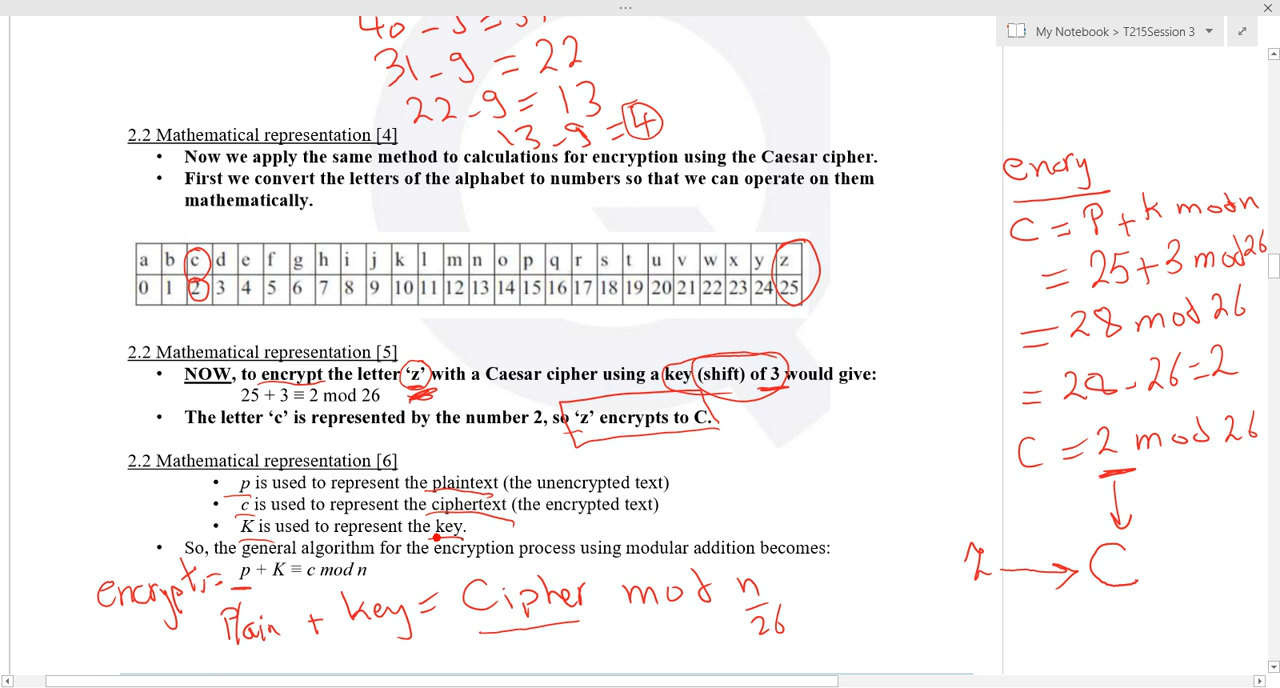 My Notebook > T215Session 3
31 - 9 = 22
22 - 9 = 13
13 - 9 = 4
2.2 Mathematical representation [4]
• Now we apply the same method to calculations for encryption using the Caesar cipher.
• First we convert the letters of the alphabet to numbers so that we can operate on them
mathematically.
a b c d e f g h i j k l m n o p q r s t u v w x y z
0 1 2 3 4 5 6 7 8 9 10 11 12 13 14 15 16 17 18 19 20 21 22 23 24 25
2.2 Mathematical representation [5]
• NOW, to encrypt the letter ‘z’ with a Caesar cipher using a key (shift) of 3 would give:
25 + 3 ≡ 2 mod 26
• The letter ‘c’ is represented by the number 2, so ‘z’ encrypts to C.
2.2 Mathematical representation [6]
• p is used to represent the plaintext (the unencrypted text)
• c is used to represent the ciphertext (the encrypted text)
• K is used to represent the key.
• So, the general algorithm for the encryption process using modular addition becomes:
p + K ≡ c mod n
Plain + key = Cipher mod n
26
encry
C = P + K mod n
= 25 + 3 mod 26
= 28 mod 26
= 28 - 26 = 2
C = 2 mod 26
Z → C